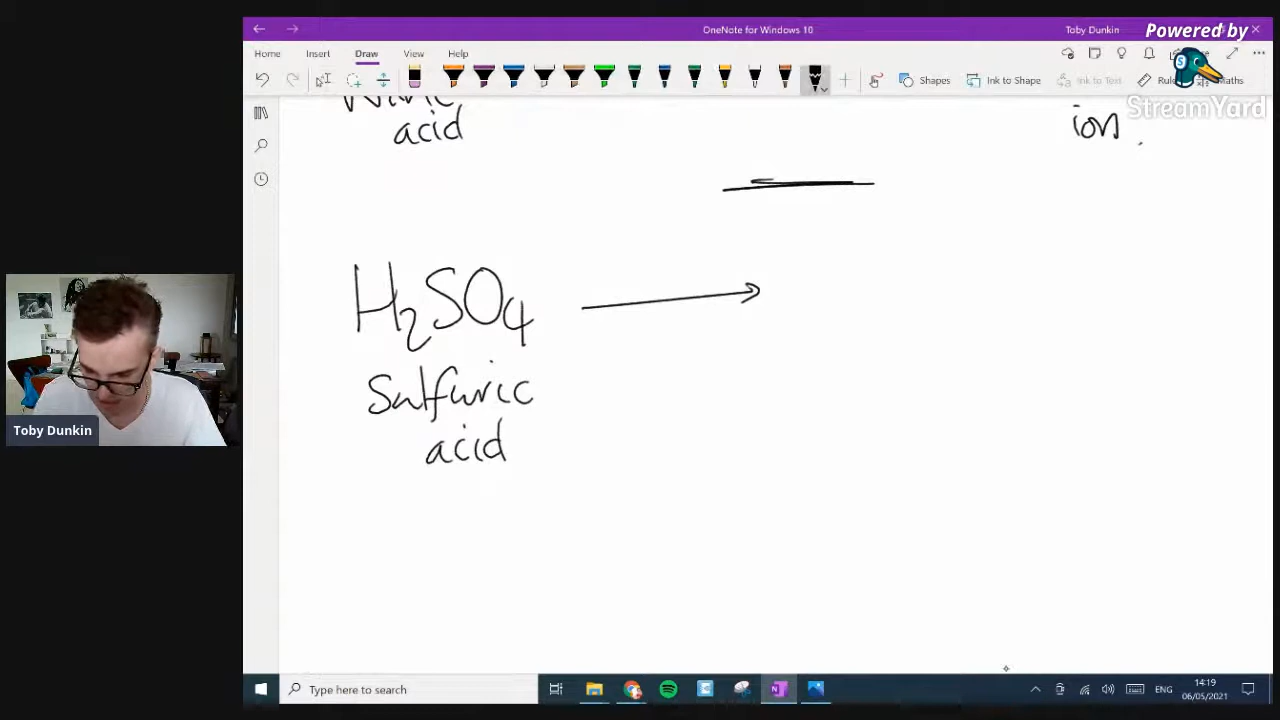 OneNote for Windows 10
Toby Dunkin
Powered by
StreamYard
Home Insert Draw View Help
Shapes Ink to Shape Ink to Text Maths
acid
ion.
H₂SO₄
sulfuric
acid
Toby Dunkin
Type here to search
ENG
14:19
06/05/2021